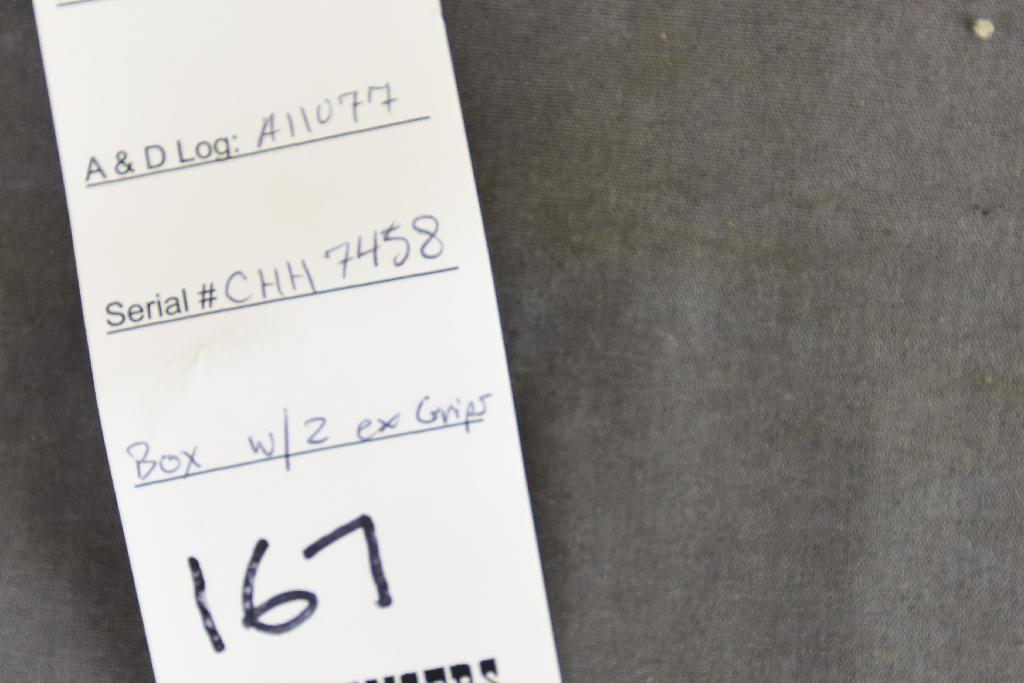 A & D Log: A11077
Serial # CHH 7458
Box w/ 2 ex Grips
167